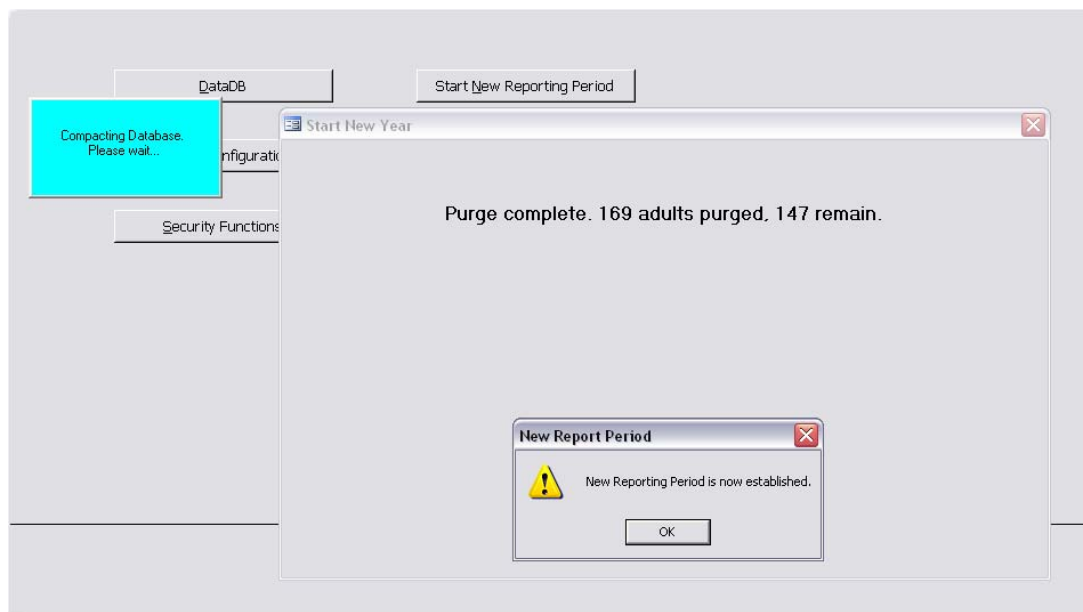 DataDB
Start New Reporting Period
Compacting Database.
Please wait...
Start New Year
nfiguratio
Security Functions
Purge complete. 169 adults purged, 147 remain.
New Report Period
New Reporting Period is now established.
OK